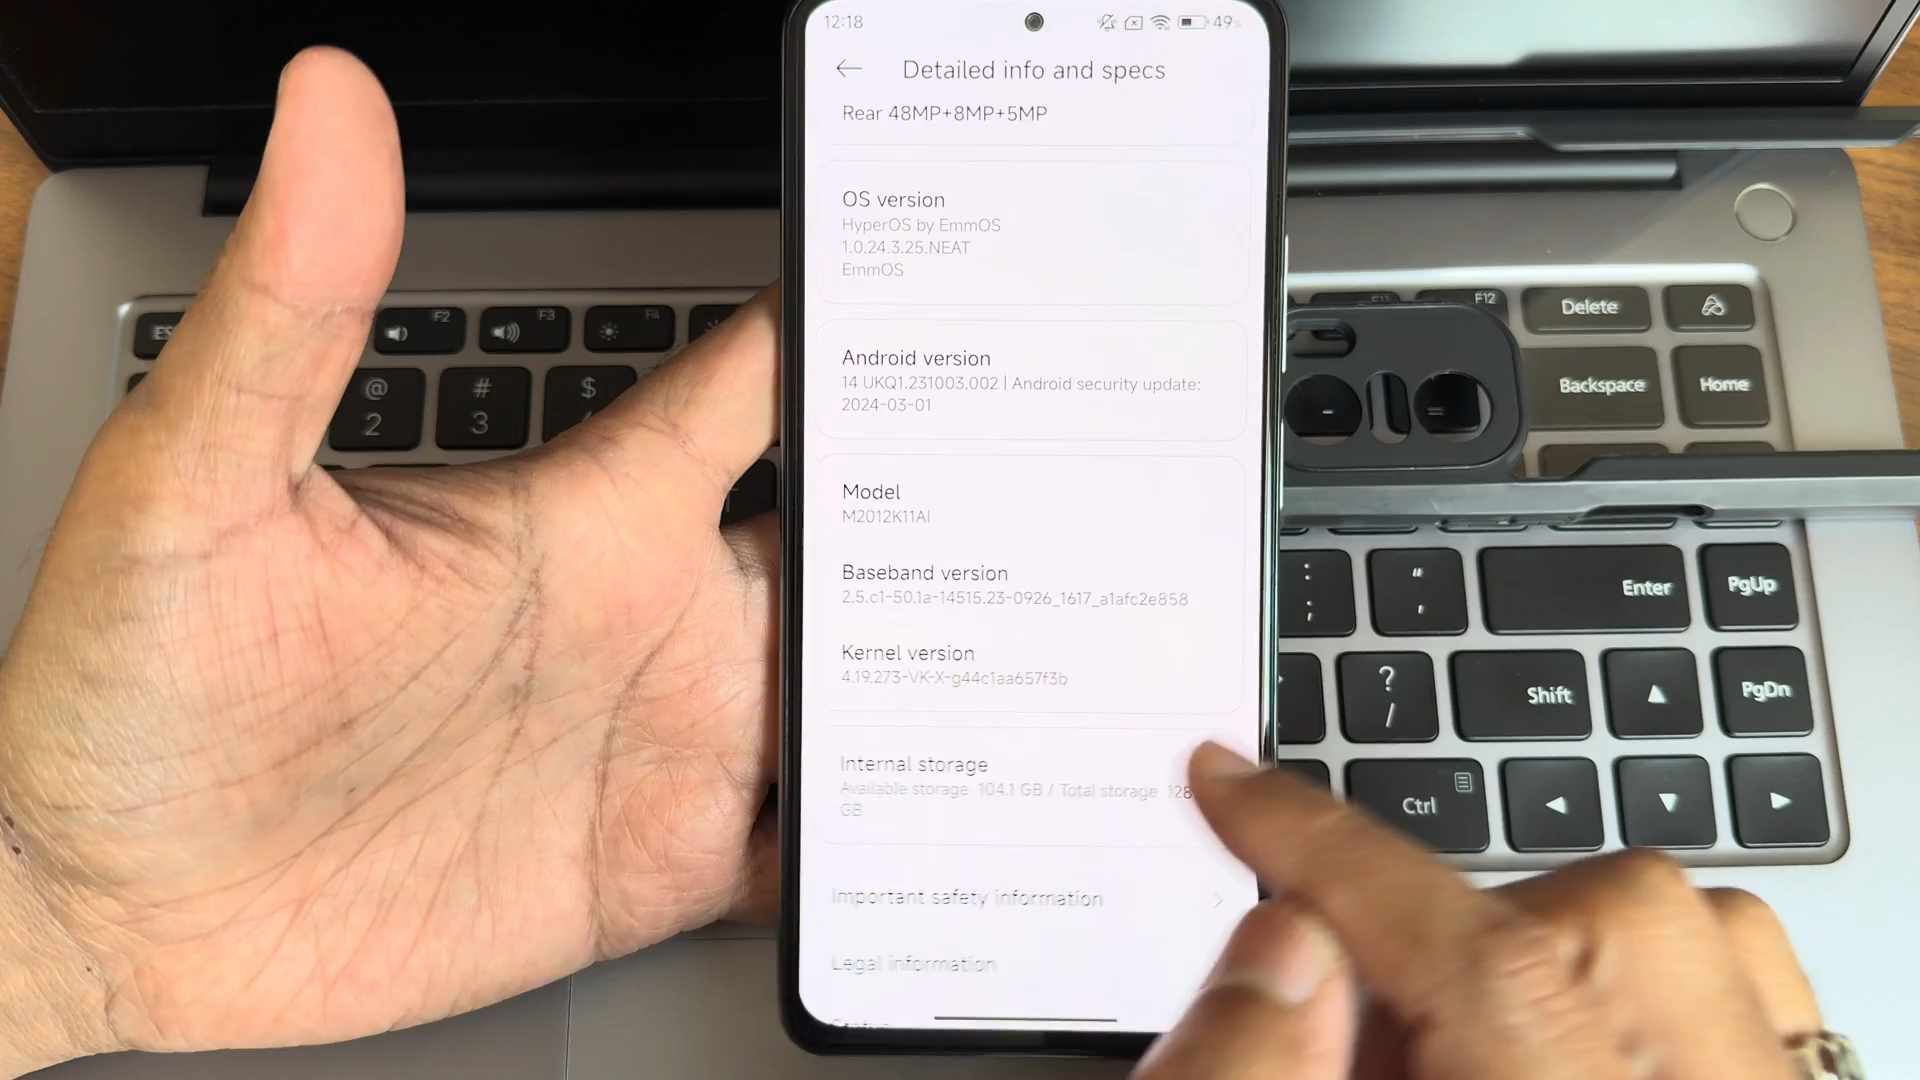 12:18
49%
Detailed info and specs
Rear 48MP+8MP+5MP
OS version
HyperOS by EmmOS
1.0.24.3.25.NEAT
EmmOS
Android version
14 UKQ1.231003.002 | Android security update:
2024-03-01
Model
M2012K11AI
Baseband version
2.5.c1-50.1a-14515.23-0926_1617_a1afc2e858
Kernel version
4.19.273-VK-X-g44c1aa657f3b
Internal storage
Available storage 104.1 GB / Total storage 128
GB
Important safety information
Legal information
F2
F3
F4
F11
F12
Delete
@
2
#
3
$
-
=
Backspace
Home
:
;
"
'
Enter
PgUp
?
/
Shift
PgDn
Ctrl